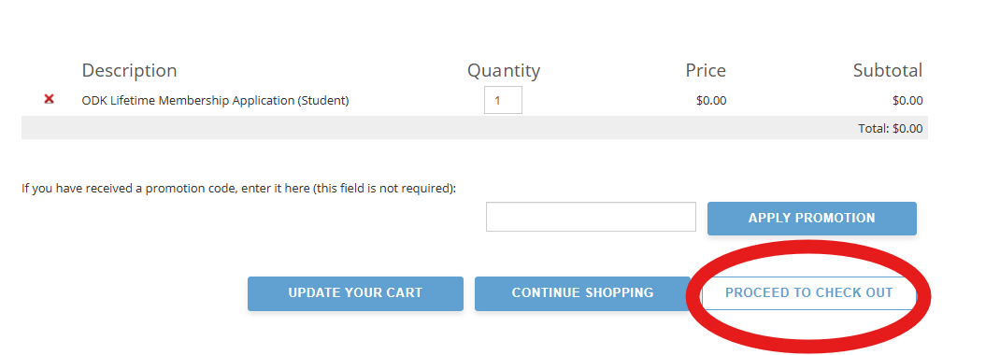 Description Quantity Price Subtotal
ODK Lifetime Membership Application (Student) 1 $0.00 $0.00
Total: $0.00
If you have received a promotion code, enter it here (this field is not required):
APPLY PROMOTION
UPDATE YOUR CART CONTINUE SHOPPING PROCEED TO CHECK OUT